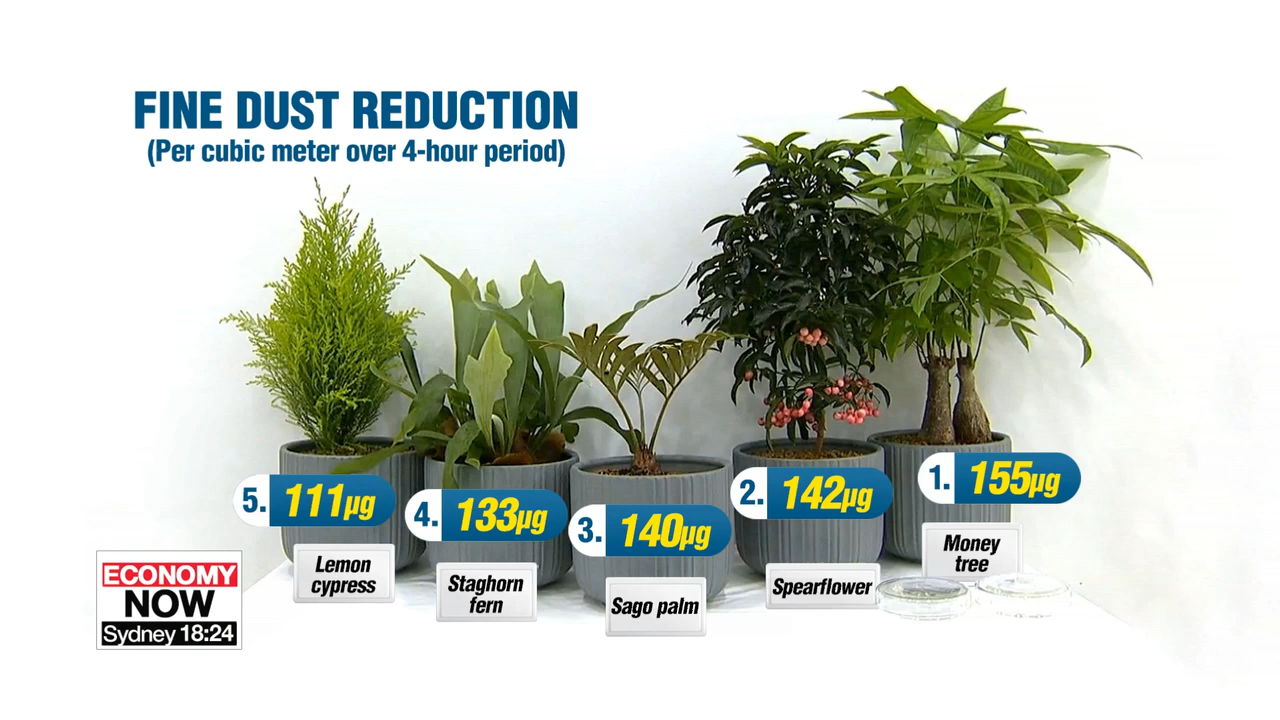 FINE DUST REDUCTION
(Per cubic meter over 4-hour period)
5. 111µg
Lemon
cypress
4. 133µg
Staghorn
fern
3. 140µg
Sago palm
2. 142µg
Spearflower
1. 155µg
Money
tree
ECONOMY
NOW
Sydney 18:24